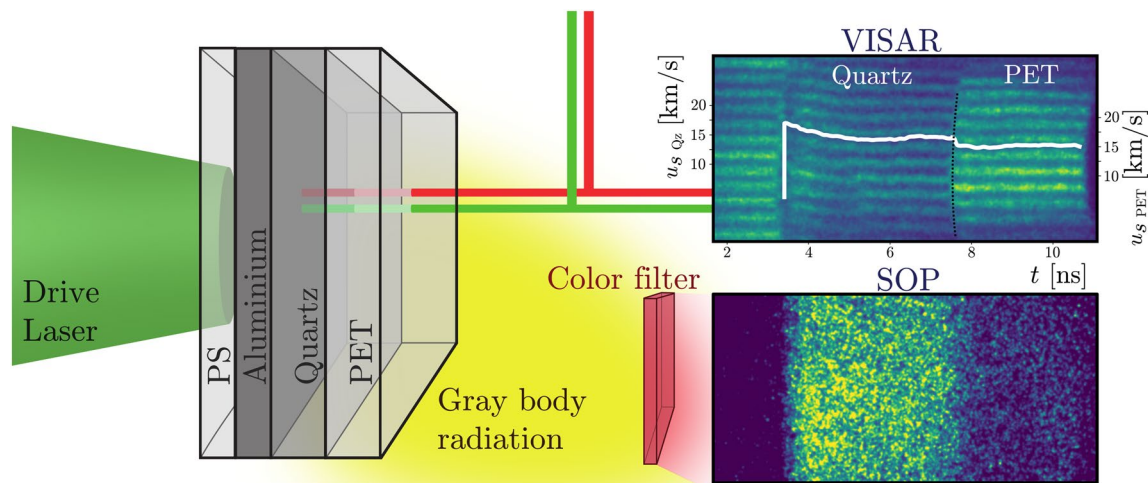 VISAR
Quartz
PET
u_S Qz [km/s]
20
15
10
20
15
10
u_S PET [km/s]
2
4
6
8
10
t [ns]
Drive
Laser
PS
Aluminium
Quartz
PET
Gray body
radiation
Color filter
SOP